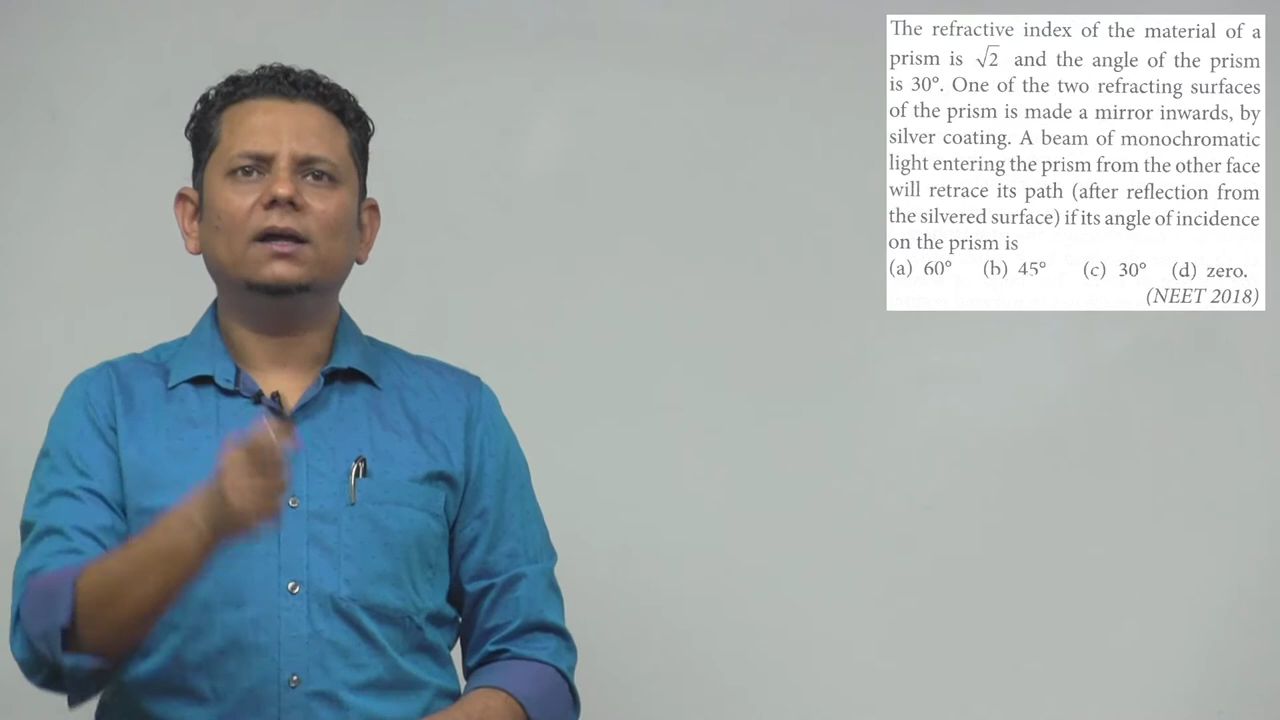 The refractive index of the material of a
prism is √2 and the angle of the prism
is 30°. One of the two refracting surfaces
of the prism is made a mirror inwards, by
silver coating. A beam of monochromatic
light entering the prism from the other face
will retrace its path (after reflection from
the silvered surface) if its angle of incidence
on the prism is
(a) 60° (b) 45° (c) 30° (d) zero.
(NEET 2018)